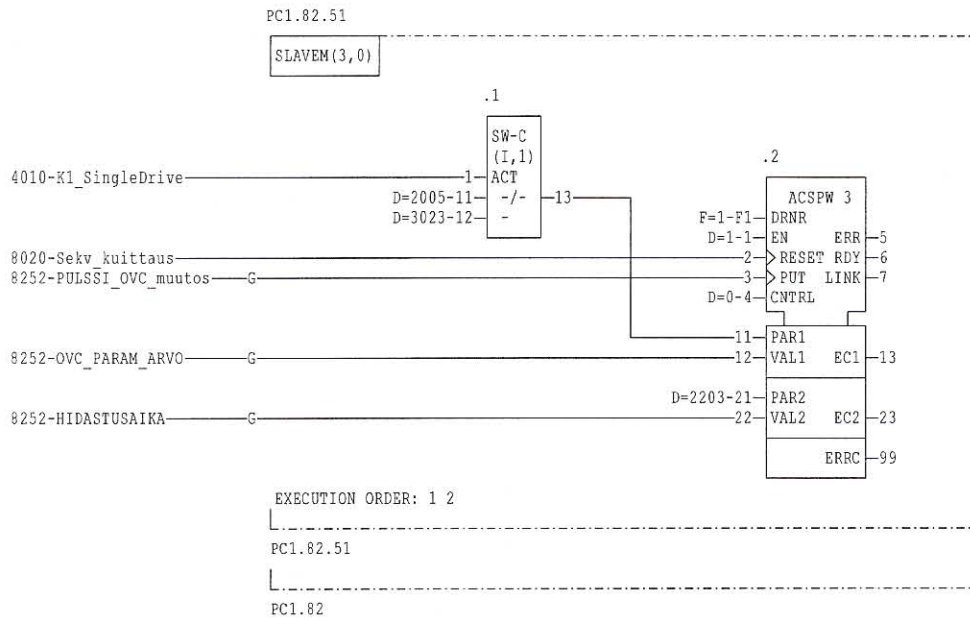 PC1.82.51
SLAVEM(3,0)
.1
SW-C
(I,1)
.2
4010-K1_SingleDrive 1 ACT
ACSPW 3
D=2005-11 -/- 13
F=1-F1 DRNR
D=3023-12 -
D=1-1 EN ERR 5
8020-Sekv_kuittaus 2 RESET RDY 6
8252-PULSSI_OVC_muutos G 3 PUT LINK 7
D=0-4 CNTRL
11 PAR1
8252-OVC_PARAM_ARVO G 12 VAL1 EC1 13
D=2203-21 PAR2
8252-HIDASTUSAIKA G 22 VAL2 EC2 23
ERRC 99
EXECUTION ORDER: 1 2
PC1.82.51
PC1.82